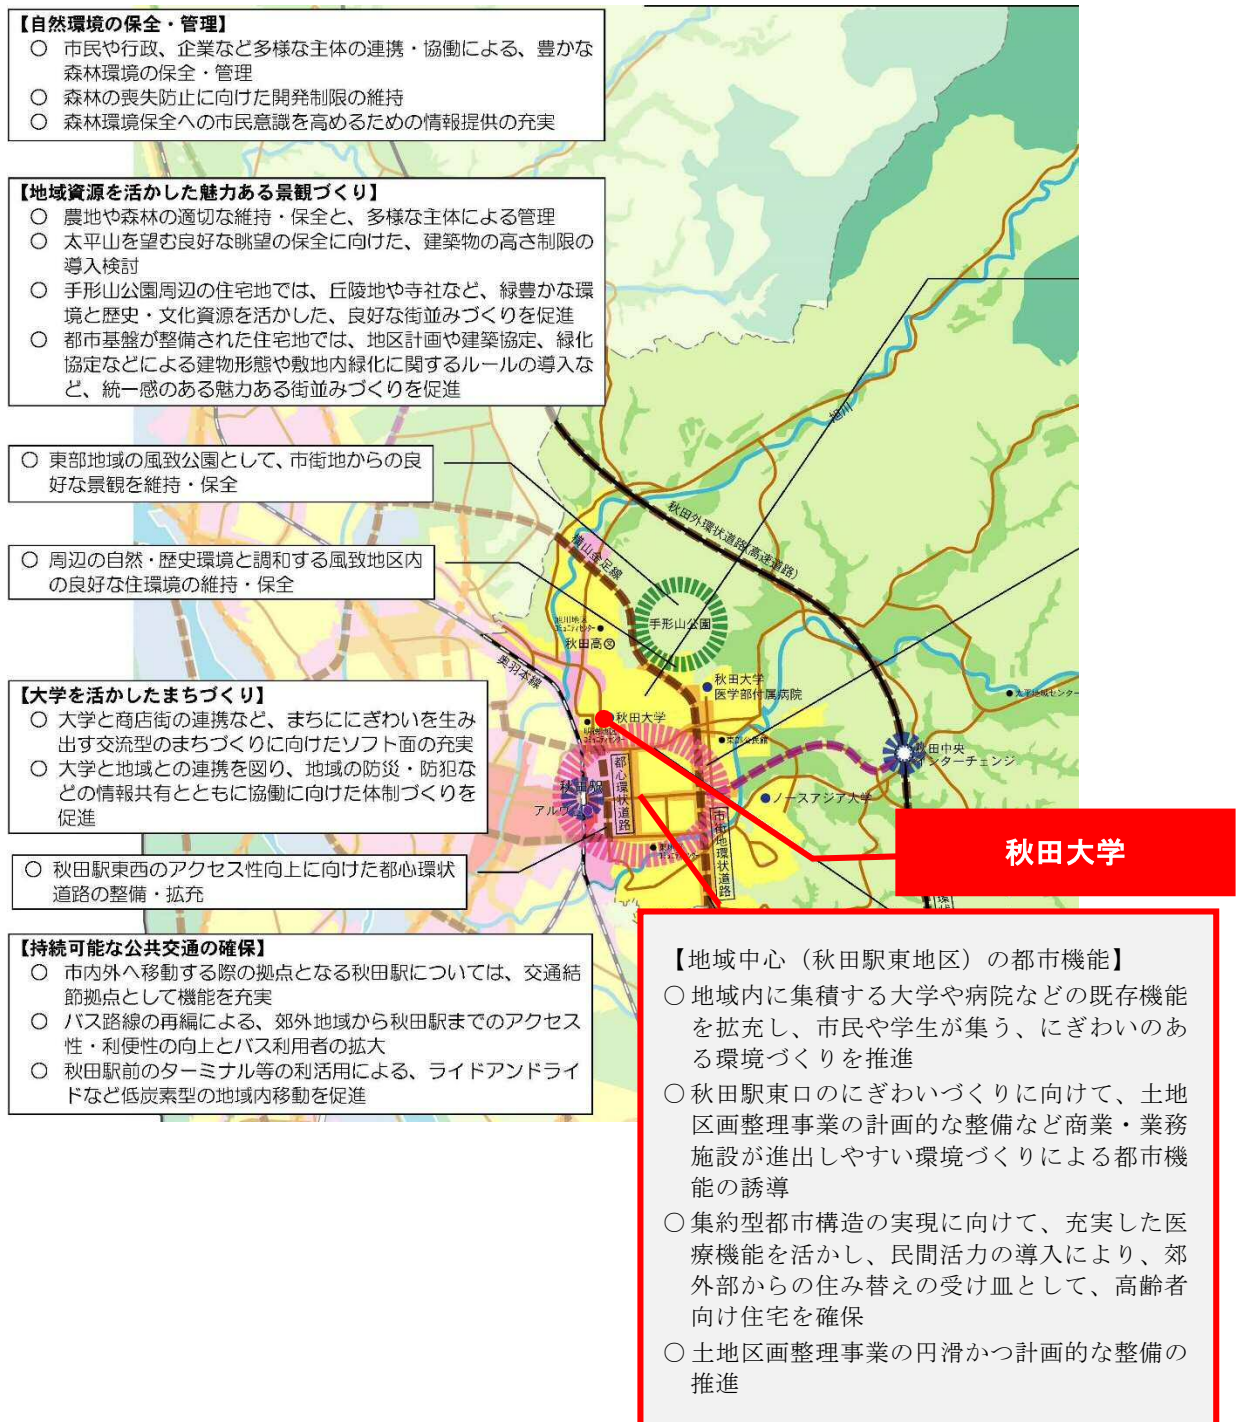 【自然環境の保全・管理】
○ 市民や行政、企業など多様な主体の連携・協働による、豊かな
森林環境の保全・管理
○ 森林の喪失防止に向けた開発制限の維持
○ 森林環境保全への市民意識を高めるための情報提供の充実
【地域資源を活かした魅力ある景観づくり】
○ 農地や森林の適切な維持・保全と、多様な主体による管理
○ 太平山を望む良好な眺望の保全に向けた、建築物の高さ制限の
導入検討
○ 手形山公園周辺の住宅地では、丘陵地や寺社など、緑豊かな環
境と歴史・文化資源を活かした、良好な街並みづくりを促進
○ 都市基盤が整備された住宅地では、地区計画や建築協定、緑化
協定などによる建物形態や敷地内緑化に関するルールの導入な
ど、統一感のある魅力ある街並みづくりを促進
○ 東部地域の風致公園として、市街地からの良
好な景観を維持・保全
○ 周辺の自然・歴史環境と調和する風致地区内
の良好な住環境の維持・保全
【大学を活かしたまちづくり】
○ 大学と商店街の連携など、まちににぎわいを生み
出す交流型のまちづくりに向けたソフト面の充実
○ 大学と地域との連携を図り、地域の防災・防犯な
どの情報共有とともに協働に向けた体制づくりを
促進
○ 秋田駅東西のアクセス性向上に向けた都心環状
道路の整備・拡充
【持続可能な公共交通の確保】
○ 市内外へ移動する際の拠点となる秋田駅については、交通結
節拠点として機能を充実
○ バス路線の再編による、郊外地域から秋田駅までのアクセス
性・利便性の向上とバス利用者の拡大
○ 秋田駅前のターミナル等の利活用による、ライドアンドライ
ドなど低炭素型の地域内移動を促進
旭川
秋田外環状道路(高速道路)
横山金足線
手形山公園
秋田高
奥羽本線
秋田大学
医学部付属病院
秋田大学
東部公民館
太平地域センター
秋田中央
インターチェンジ
都心環状道路
秋田駅
アルヴェ
ノースアジア大学
市街地環状道路
秋田大学
【地域中心(秋田駅東地区)の都市機能】
○地域内に集積する大学や病院などの既存機能
を拡充し、市民や学生が集う、にぎわいのあ
る環境づくりを推進
○秋田駅東口のにぎわいづくりに向けて、土地
区画整理事業の計画的な整備など商業・業務
施設が進出しやすい環境づくりによる都市機
能の誘導
○集約型都市構造の実現に向けて、充実した医
療機能を活かし、民間活力の導入により、郊
外部からの住み替えの受け皿として、高齢者
向け住宅を確保
○土地区画整理事業の円滑かつ計画的な整備の
推進